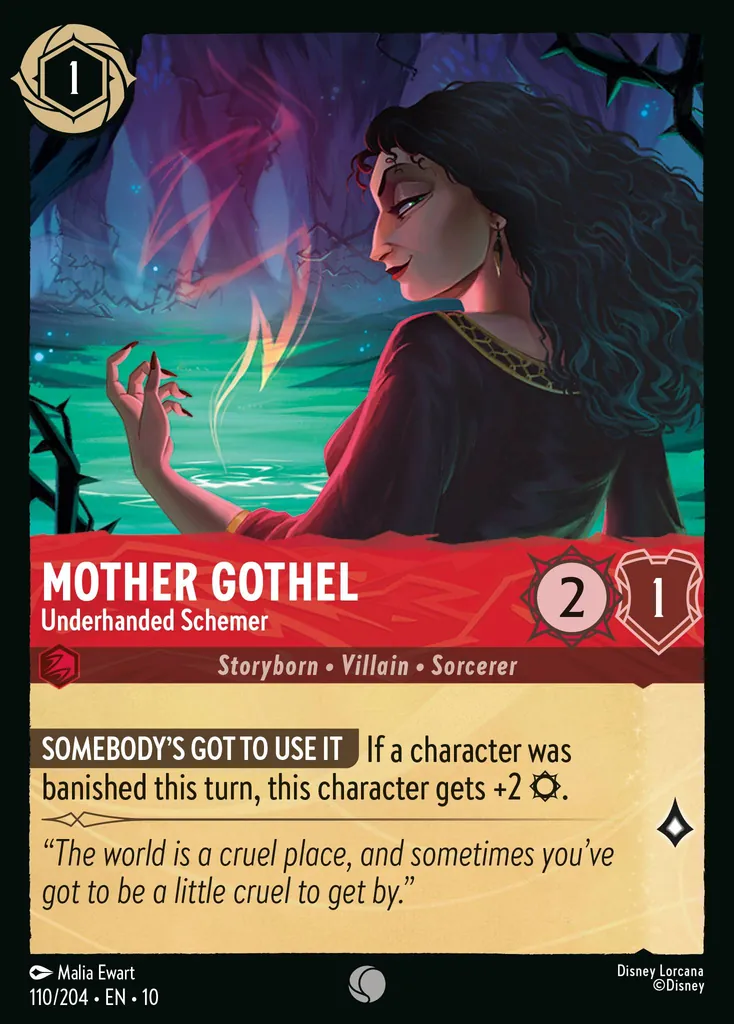 1
MOTHER GOTHEL
Underhanded Schemer
2
1
Storyborn • Villain • Sorcerer
SOMEBODY'S GOT TO USE IT If a character was
banished this turn, this character gets +2 .
“The world is a cruel place, and sometimes you’ve
got to be a little cruel to get by.”
Malia Ewart
110/204 • EN • 10
Disney Lorcana
©Disney